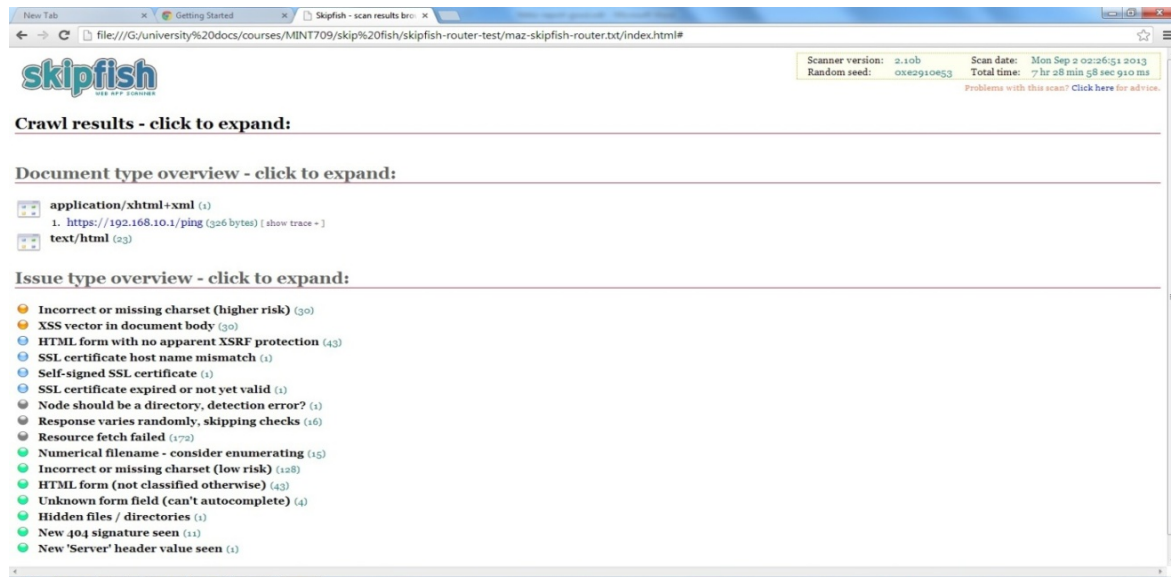 New Tab
Getting Started
Skipfish - scan results bro
file:///G:/university%20docs/courses/MINT709/skip%20fish/skipfish-router-test/maz-skipfish-router.txt/index.html#
skipfish
WEB APP SCANNER
Scanner version: 2.10b Scan date: Mon Sep 2 02:26:51 2013
Random seed: 0xe2910e53 Total time: 7 hr 28 min 58 sec 910 ms
Problems with this scan? Click here for advice.
Crawl results - click to expand:
Document type overview - click to expand:
application/xhtml+xml (1)
1. https://192.168.10.1/ping (326 bytes) [ show trace + ]
text/html (23)
Issue type overview - click to expand:
Incorrect or missing charset (higher risk) (30)
XSS vector in document body (30)
HTML form with no apparent XSRF protection (43)
SSL certificate host name mismatch (1)
Self-signed SSL certificate (1)
SSL certificate expired or not yet valid (1)
Node should be a directory, detection error? (1)
Response varies randomly, skipping checks (16)
Resource fetch failed (172)
Numerical filename - consider enumerating (15)
Incorrect or missing charset (low risk) (128)
HTML form (not classified otherwise) (43)
Unknown form field (can't autocomplete) (4)
Hidden files / directories (1)
New 404 signature seen (11)
New 'Server' header value seen (1)